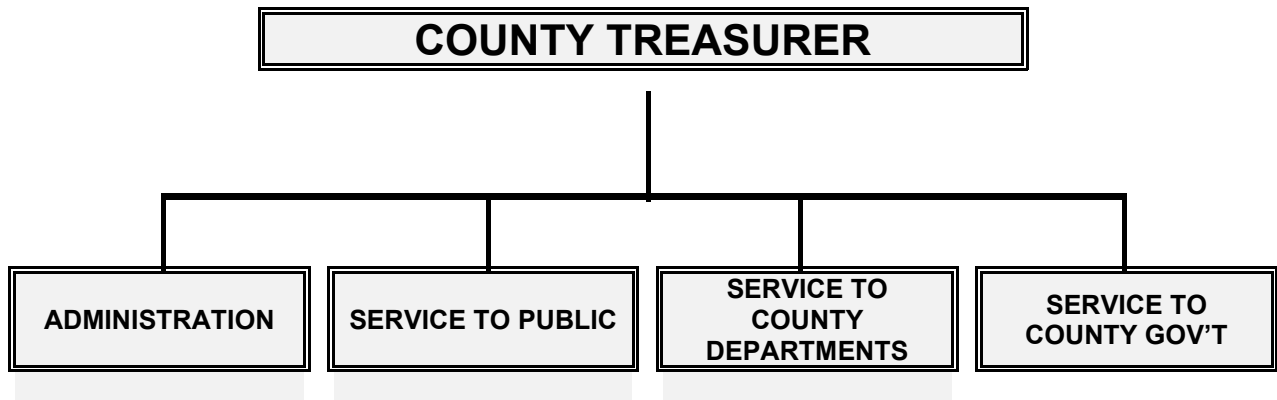 COUNTY TREASURER
ADMINISTRATION
SERVICE TO PUBLIC
SERVICE TO
COUNTY
DEPARTMENTS
SERVICE TO
COUNTY GOV’T